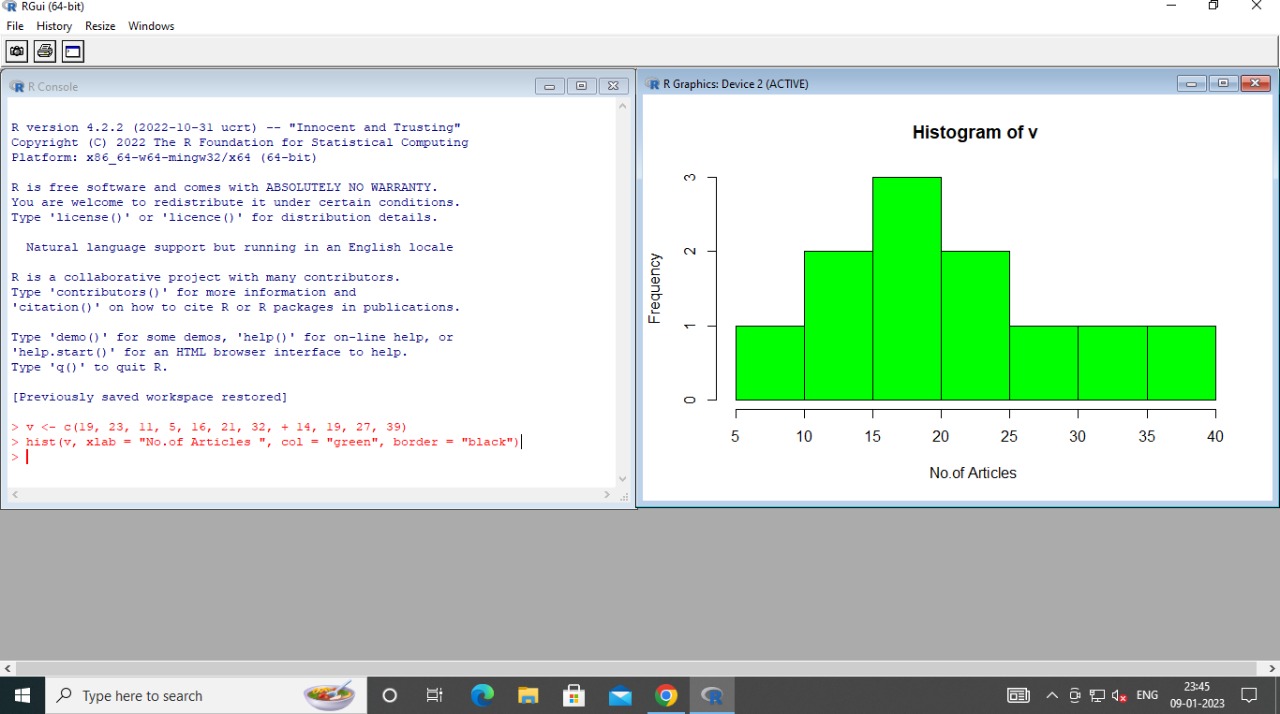 RGui (64-bit)
File History Resize Windows
R Console
R version 4.2.2 (2022-10-31 ucrt) -- "Innocent and Trusting"
Copyright (C) 2022 The R Foundation for Statistical Computing
Platform: x86_64-w64-mingw32/x64 (64-bit)
R is free software and comes with ABSOLUTELY NO WARRANTY.
You are welcome to redistribute it under certain conditions.
Type 'license()' or 'licence()' for distribution details.
Natural language support but running in an English locale
R is a collaborative project with many contributors.
Type 'contributors()' for more information and
'citation()' on how to cite R or R packages in publications.
Type 'demo()' for some demos, 'help()' for on-line help, or
'help.start()' for an HTML browser interface to help.
Type 'q()' to quit R.
[Previously saved workspace restored]
> v <- c(19, 23, 11, 5, 16, 21, 32, + 14, 19, 27, 39)
> hist(v, xlab = "No.of Articles ", col = "green", border = "black")
>
R Graphics: Device 2 (ACTIVE)
Histogram of v
Frequency
3
2
1
0
5 10 15 20 25 30 35 40
No.of Articles
Type here to search
ENG
23:45
09-01-2023